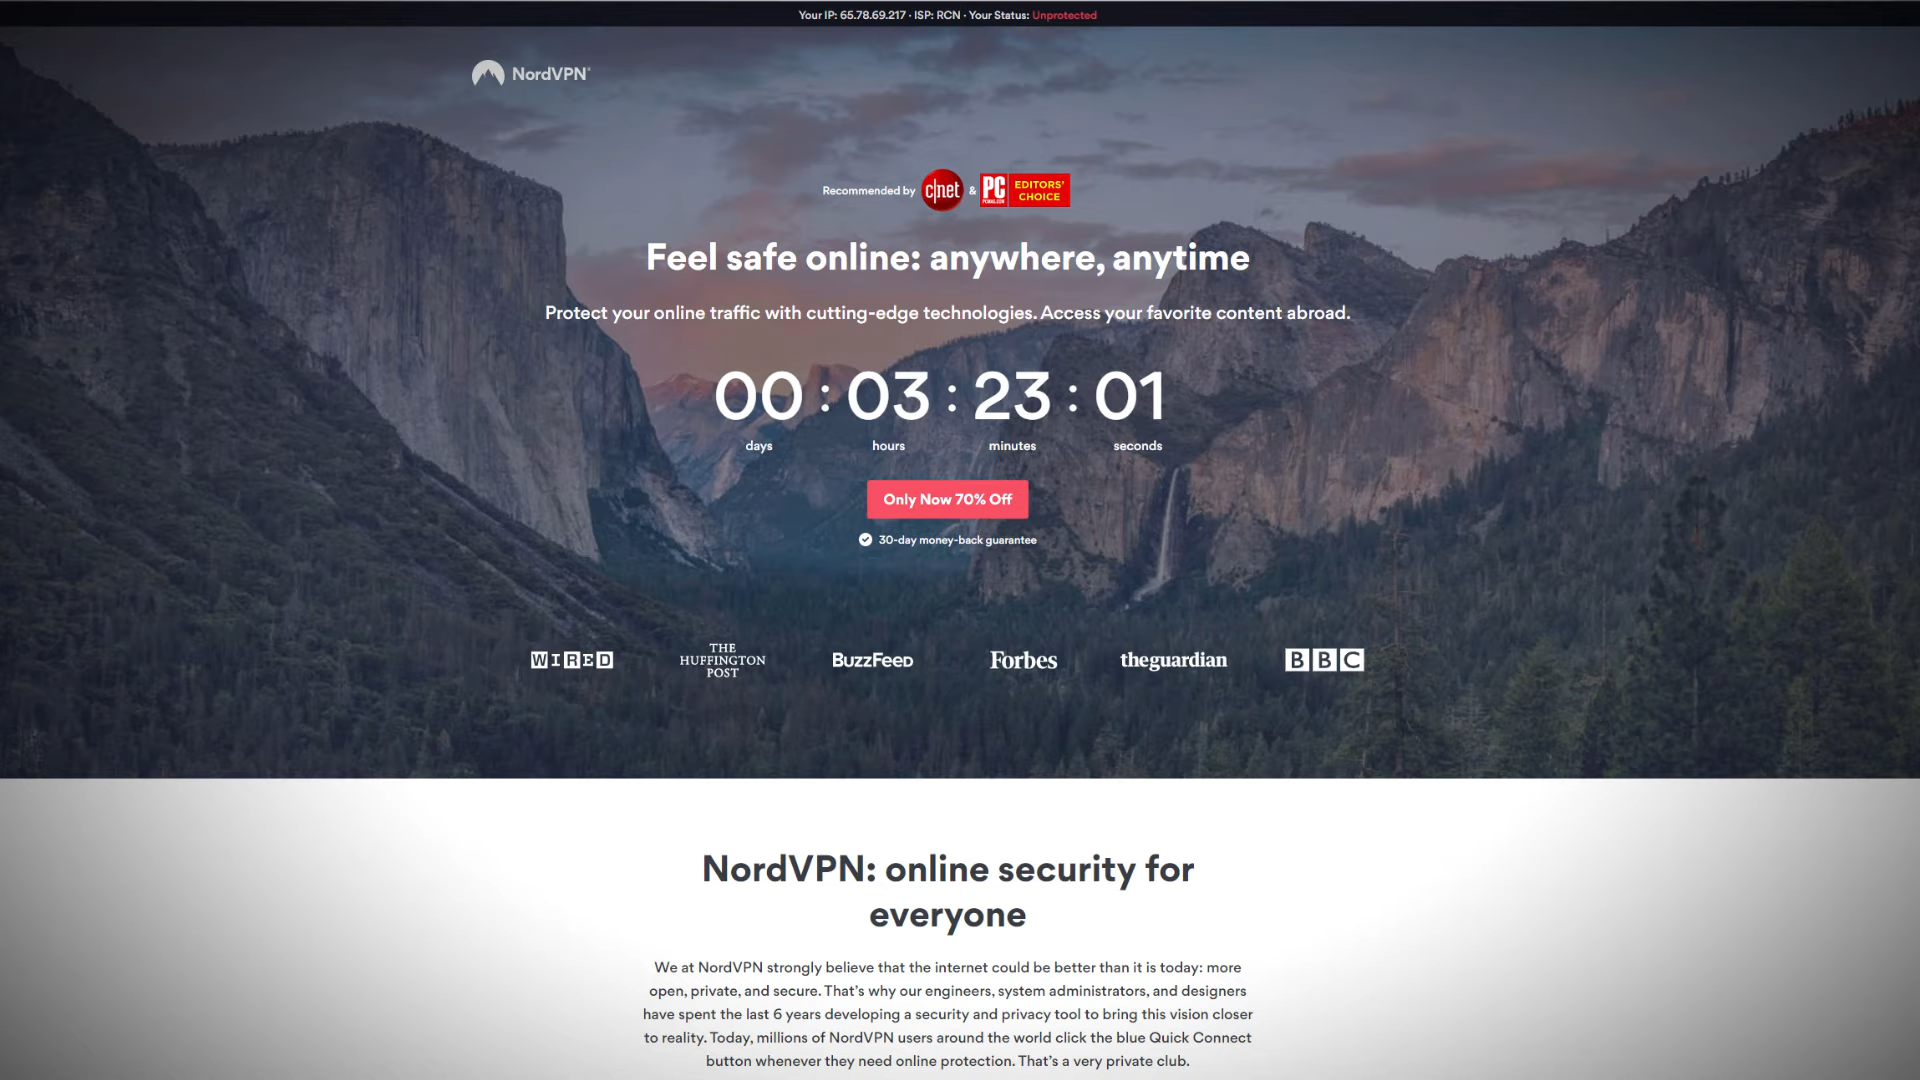 Your IP: 65.78.69.217 · ISP: RCN · Your Status: Unprotected
NordVPN®
Recommended by c|net & PC EDITORS' CHOICE
PCMAG.COM
Feel safe online: anywhere, anytime
Protect your online traffic with cutting-edge technologies. Access your favorite content abroad.
00 : 03 : 23 : 01
days hours minutes seconds
Only Now 70% Off
30-day money-back guarantee
WIRED
THE
HUFFINGTON
POST
BuzzFeed
Forbes
theguardian
BBC
NordVPN: online security for
everyone
We at NordVPN strongly believe that the internet could be better than it is today: more
open, private, and secure. That's why our engineers, system administrators, and designers
have spent the last 6 years developing a security and privacy tool to bring this vision closer
to reality. Today, millions of NordVPN users around the world click the blue Quick Connect
button whenever they need online protection. That's a very private club.